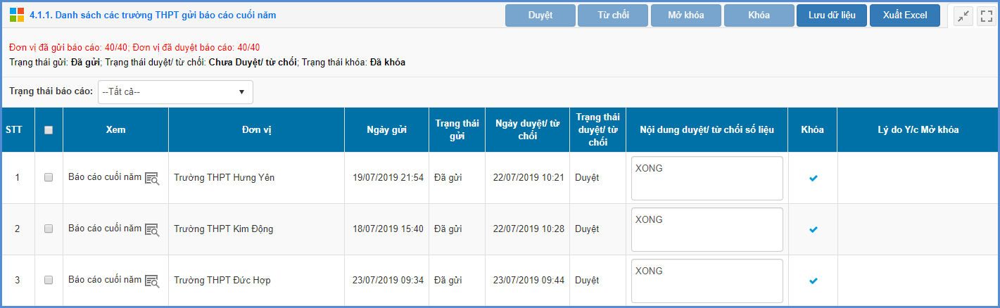 4.1.1. Danh sách các trường THPT gửi báo cáo cuối năm
Duyệt
Từ chối
Mở khóa
Khóa
Lưu dữ liệu
Xuất Excel
Đơn vị đã gửi báo cáo: 40/40; Đơn vị đã duyệt báo cáo: 40/40
Trạng thái gửi: Đã gửi; Trạng thái duyệt/ từ chối: Chưa Duyệt/ từ chối; Trạng thái khóa: Đã khóa
Trạng thái báo cáo: --Tất cả--
STT
Xem
Đơn vị
Ngày gửi
Trạng thái
gửi
Ngày duyệt/ từ
chối
Trạng thái
duyệt/ từ
chối
Nội dung duyệt/ từ chối số liệu
Khóa
Lý do Y/c Mở khóa
1 Báo cáo cuối năm Trường THPT Hưng Yên 19/07/2019 21:54 Đã gửi 22/07/2019 10:21 Duyệt XONG
2 Báo cáo cuối năm Trường THPT Kim Động 18/07/2019 15:40 Đã gửi 22/07/2019 10:28 Duyệt XONG
3 Báo cáo cuối năm Trường THPT Đức Hợp 23/07/2019 09:34 Đã gửi 23/07/2019 09:44 Duyệt XONG